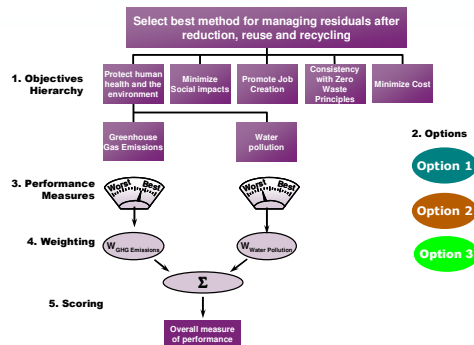 Select best method for managing residuals after
reduction, reuse and recycling
1. Objectives
Hierarchy
Protect human
health and the
environment
Minimize
Social impacts
Promote Job
Creation
Consistency
with Zero
Waste
Principles
Minimize Cost
Greenhouse
Gas Emissions
Water
pollution
2. Options
Option 1
Option 2
Option 3
3. Performance
Measures
Worst Best
Worst Best
4. Weighting
W GHG Emissions
W Water Pollution
Σ
5. Scoring
Overall measure
of performance